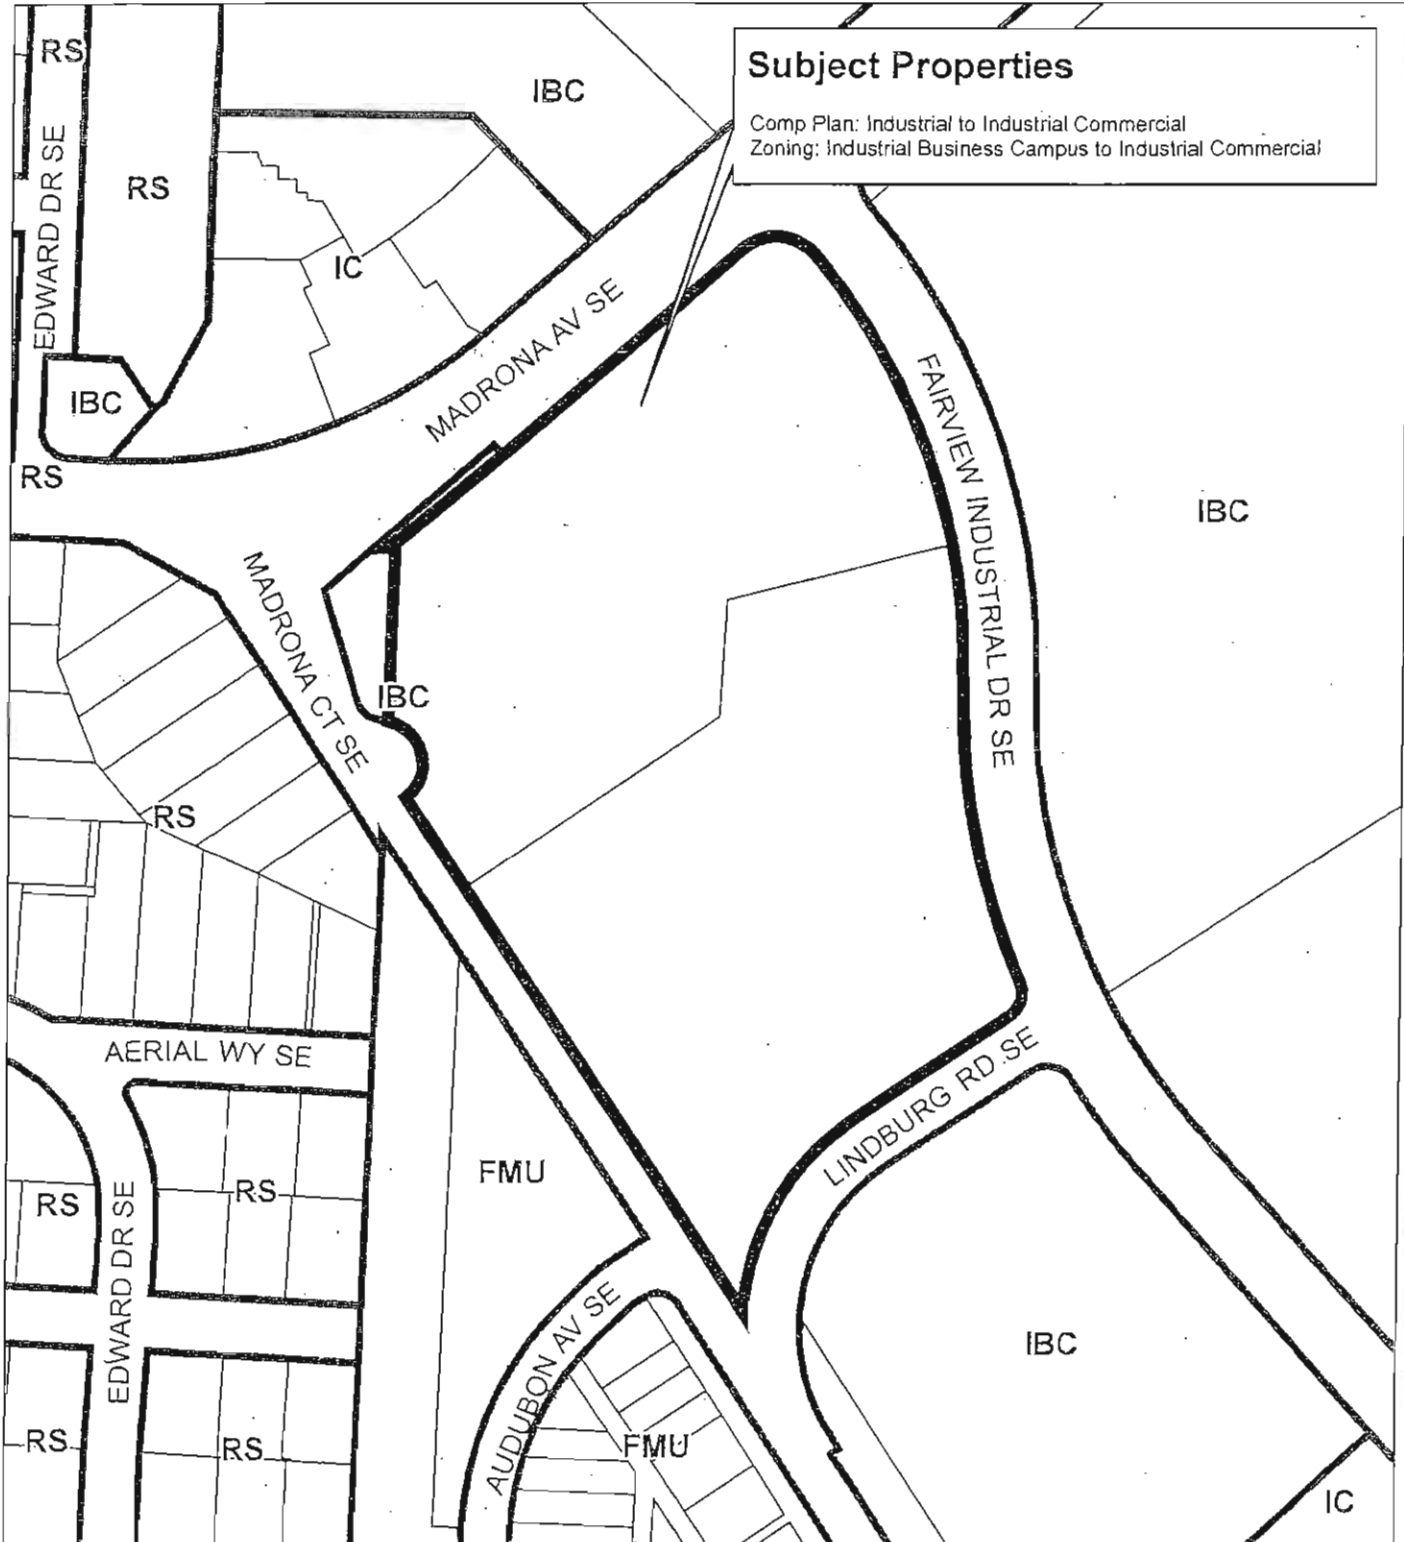 RS
IBC
Subject Properties
Comp Plan: Industrial to Industrial Commercial
Zoning: Industrial Business Campus to Industrial Commercial
EDWARD DR SE
RS
IC
MADRONA AV SE
IBC
FAIRVIEW INDUSTRIAL DR SE
RS
IBC
MADRONA CT SE
IBC
RS
AERIAL WY SE
LINDBURG RD SE
FMU
RS
RS
EDWARD DR SE
AUDUBON AV SE
IBC
RS
RS
FMU
IC